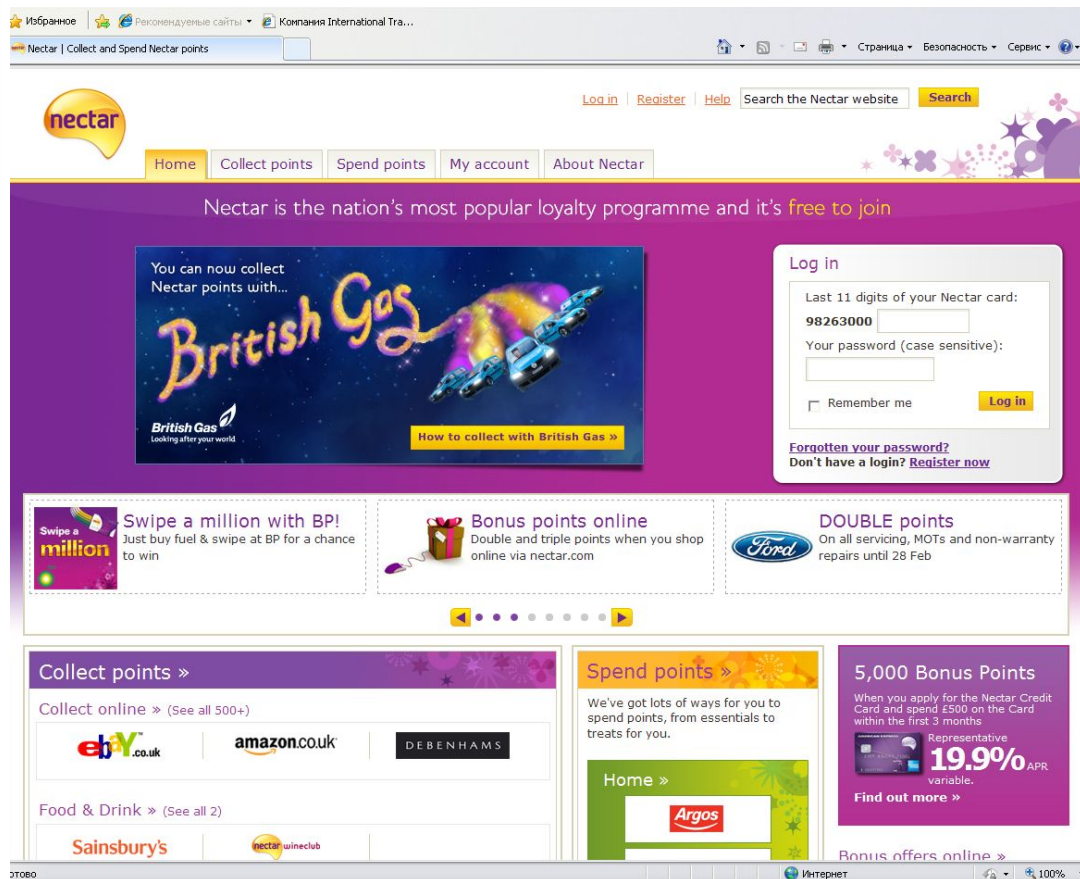 Избранное
Рекомендуемые сайты
Компания International Tra...
Nectar | Collect and Spend Nectar points
Страница
Безопасность
Сервис
nectar
Log in
Register
Help
Search the Nectar website
Search
Home
Collect points
Spend points
My account
About Nectar
Nectar is the nation's most popular loyalty programme and it's free to join
You can now collect
Nectar points with...
British Gas
British Gas
Looking after your world
How to collect with British Gas »
Log in
Last 11 digits of your Nectar card:
98263000
Your password (case sensitive):
Remember me
Log in
Forgotten your password?
Don't have a login? Register now
Swipe a
million
Swipe a million with BP!
Just buy fuel & swipe at BP for a chance
to win
Bonus points online
Double and triple points when you shop
online via nectar.com
Ford
DOUBLE points
On all servicing, MOTs and non-warranty
repairs until 28 Feb
Collect points »
Collect online » (See all 500+)
ebay.co.uk
amazon.co.uk
DEBENHAMS
Food & Drink » (See all 2)
Sainsbury's
nectar wineclub
Spend points »
We've got lots of ways for you to
spend points, from essentials to
treats for you.
Home »
Argos
5,000 Bonus Points
When you apply for the Nectar Credit
Card and spend £500 on the Card
within the first 3 months
Representative
19.9% APR
variable.
Find out more »
Bonus offers online »
отово
Интернет
100%